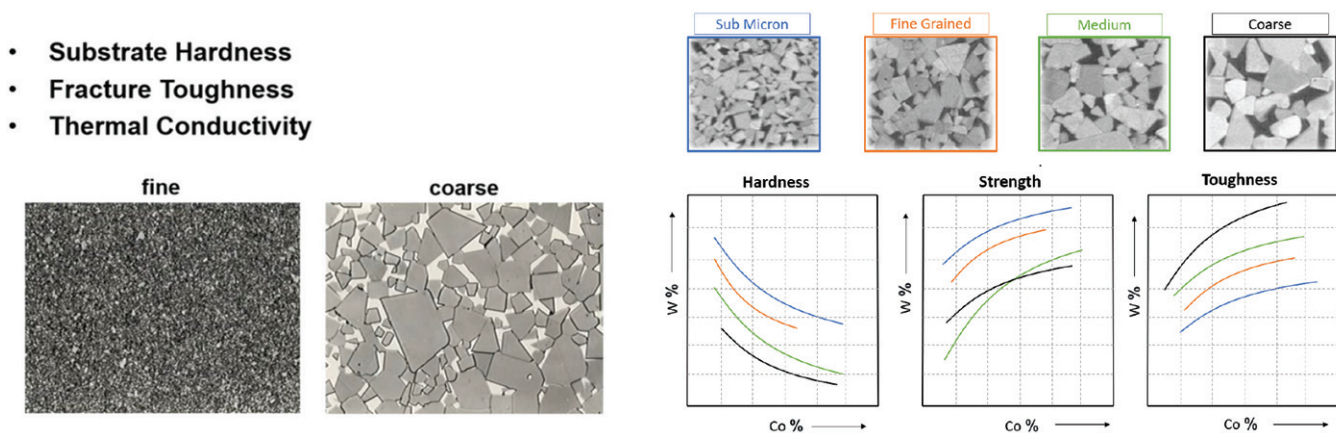 • Substrate Hardness
• Fracture Toughness
• Thermal Conductivity
fine
coarse
Sub Micron
Fine Grained
Medium
Coarse
Hardness
Strength
Toughness
W %
W %
W %
Co %
Co %
Co %